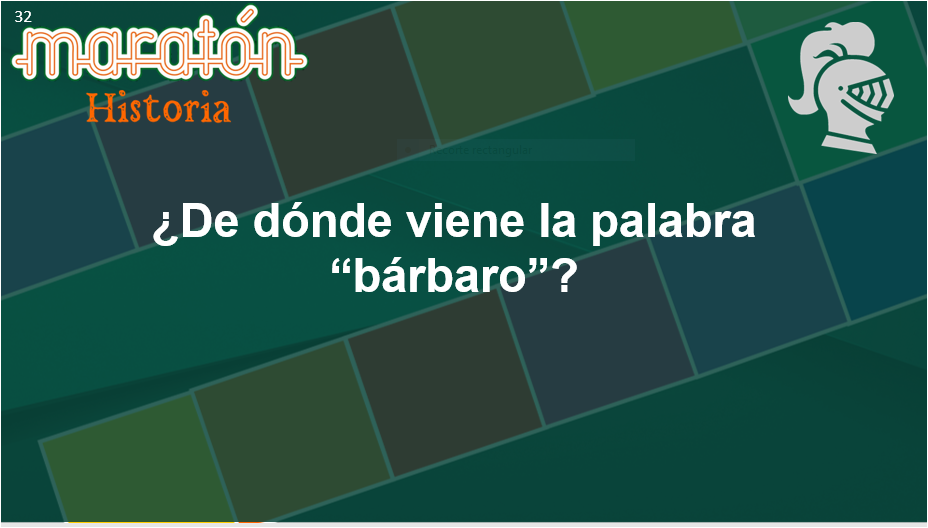 32
maratón
Historia
¿De dónde viene la palabra
“bárbaro”?